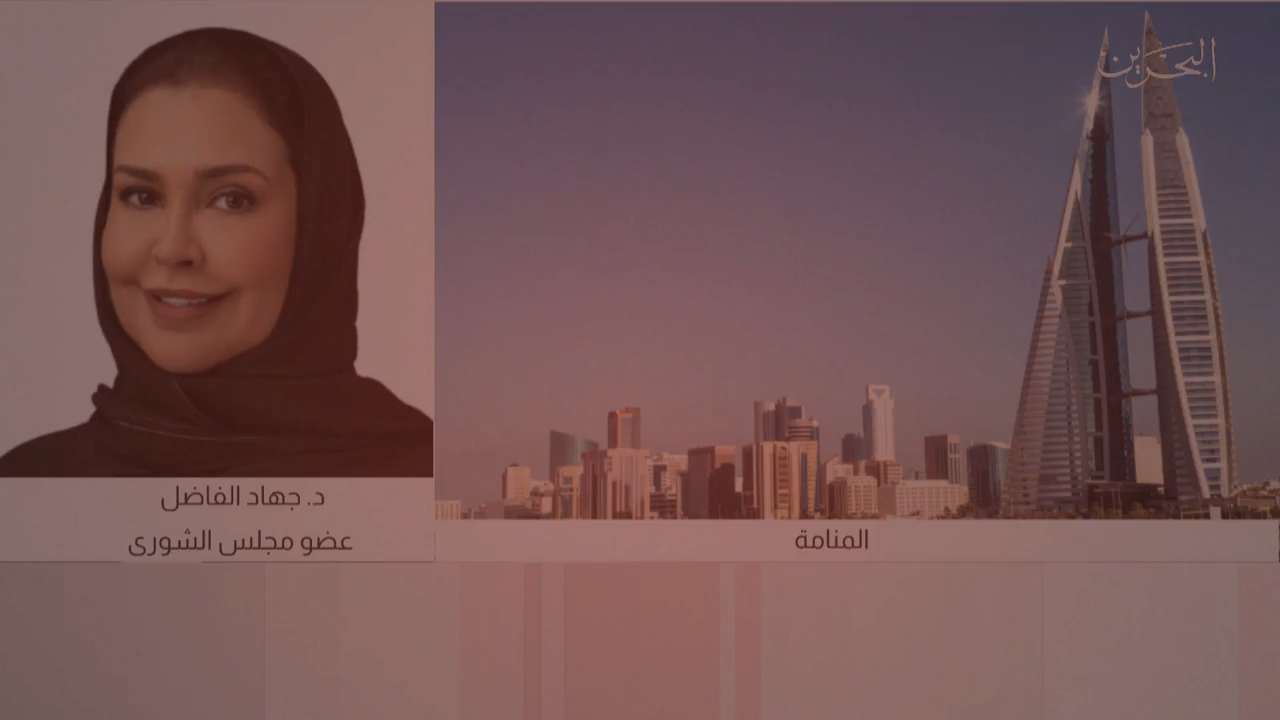 البحرين
د. جهاد الفاضل
عضو مجلس الشورى
المنامة